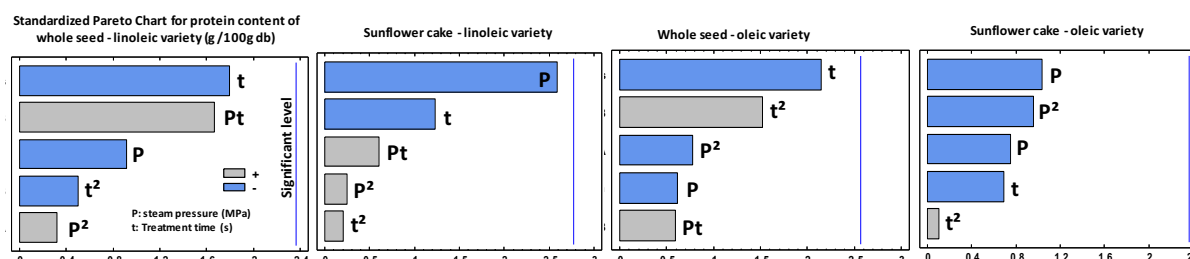 Standardized Pareto Chart for protein content of
whole seed - linoleic variety (g /100g db)
t
Pt
P
t²
P²
+
-
P: steam pressure (MPa)
t: Treatment time (s)
Significant level
0 0.4 0.8 1.2 1.6 2 2.4
Sunflower cake - linoleic variety
P
t
Pt
P²
t²
0 0.5 1 1.5 2 2.5 3
Whole seed - oleic variety
t
t²
P²
P
Pt
0 0.5 1 1.5 2 2.5 3
Sunflower cake - oleic variety
P
P²
P
t
t²
0 0.4 0.8 1.2 1.6 2